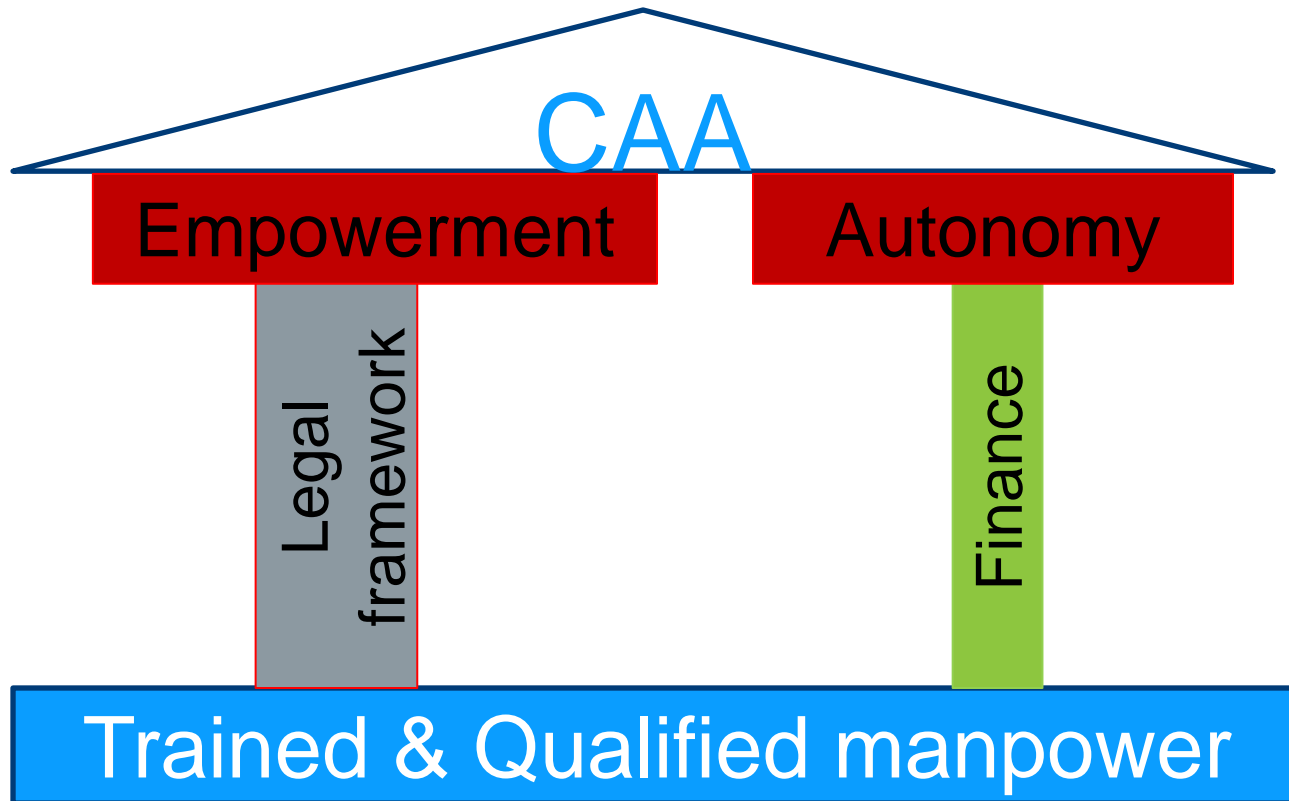 CAA
Empowerment
Autonomy
Legal
framework
Finance
Trained & Qualified manpower